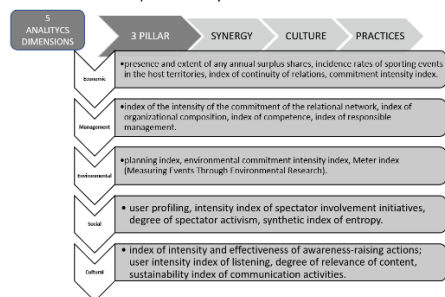 5
ANALITYCS
DIMENSIONS
3 PILLAR
SYNERGY
CULTURE
PRACTICES
Economic
•presence and extent of any annual surplus shares, incidence rates of sporting events
in the host territories, index of continuity of relations, commitment intensity index.
Management
•index of the intensity of the commitment of the relational network, index of
organizational composition, index of competence, index of responsible
management.
Environmental
•planning index, environmental commitment intensity index, Meter index
(Measuring Events Through Environmental Research).
Social
• user profiling, intensity index of spectator involvement initiatives,
degree of spectator activism, synthetic index of entropy.
Cultural
• index of intensity and effectiveness of awareness-raising actions;
user intensity index of listening, degree of relevance of content,
sustainability index of communication activities.